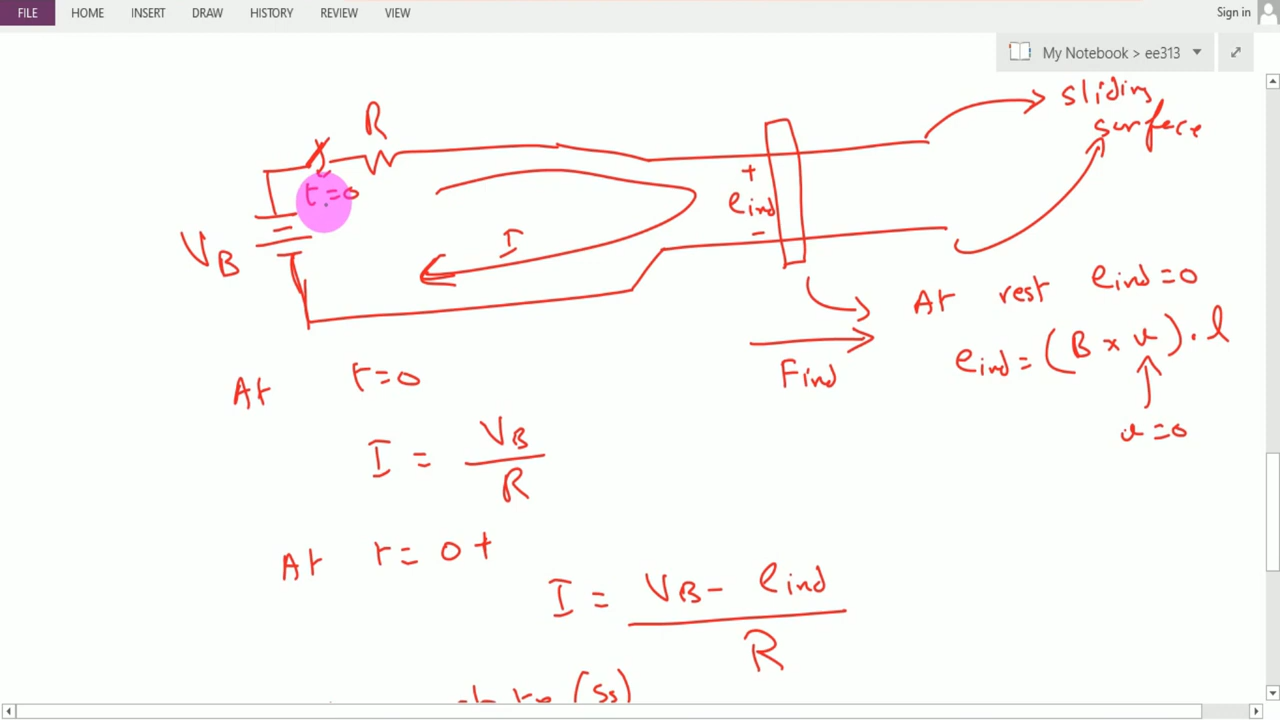 FILE HOME INSERT DRAW HISTORY REVIEW VIEW Sign in
My Notebook > ee313
sliding
surface
R
t=0
+
eind
-
VB
I
At rest eind=0
eind = (B × v) . l
Find
v=0
At t=0
I = VB / R
At t= 0+
I = VB - eind / R
(ss)